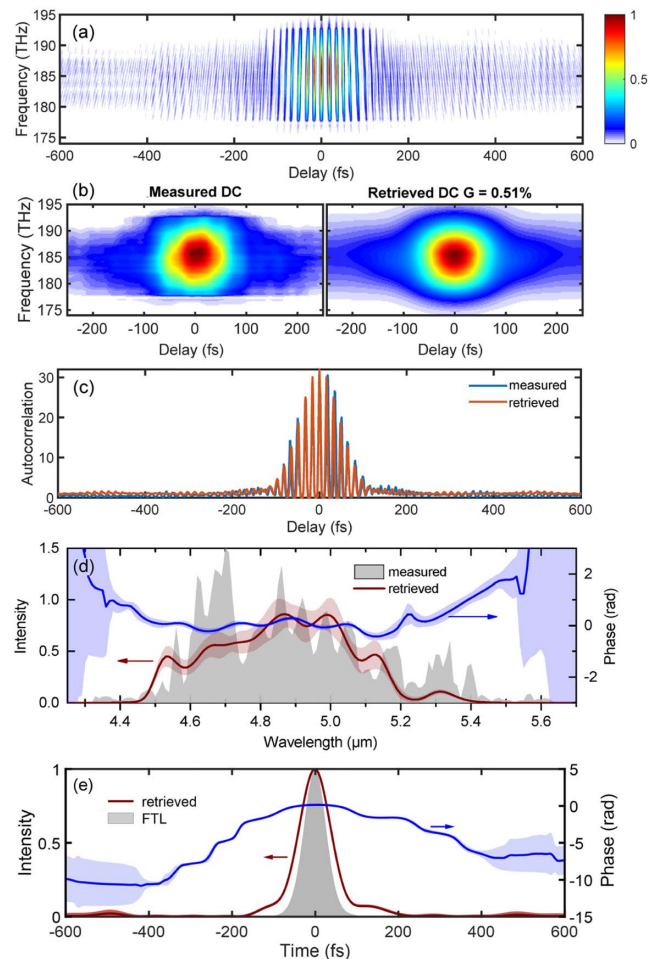 (a)
Frequency (THz)
195
190
185
180
175
-600 -400 -200 0 200 400 600
Delay (fs)
1
0.5
0
(b)
Measured DC
Retrieved DC G = 0.51%
Frequency (THz)
195
190
185
180
175
-200 -100 0 100 200
-200 -100 0 100 200
Delay (fs)
Delay (fs)
(c)
Autocorrelation
30
20
10
0
measured
retrieved
-600 -400 -200 0 200 400 600
Delay (fs)
(d)
Intensity
1.5
1.0
0.5
0.0
measured
retrieved
2
0
-2
Phase (rad)
4.4 4.6 4.8 5.0 5.2 5.4 5.6
Wavelength (μm)
(e)
Intensity
1
0.5
0
retrieved
FTL
5
0
-5
-10
-15
Phase (rad)
-600 -400 -200 0 200 400 600
Time (fs)